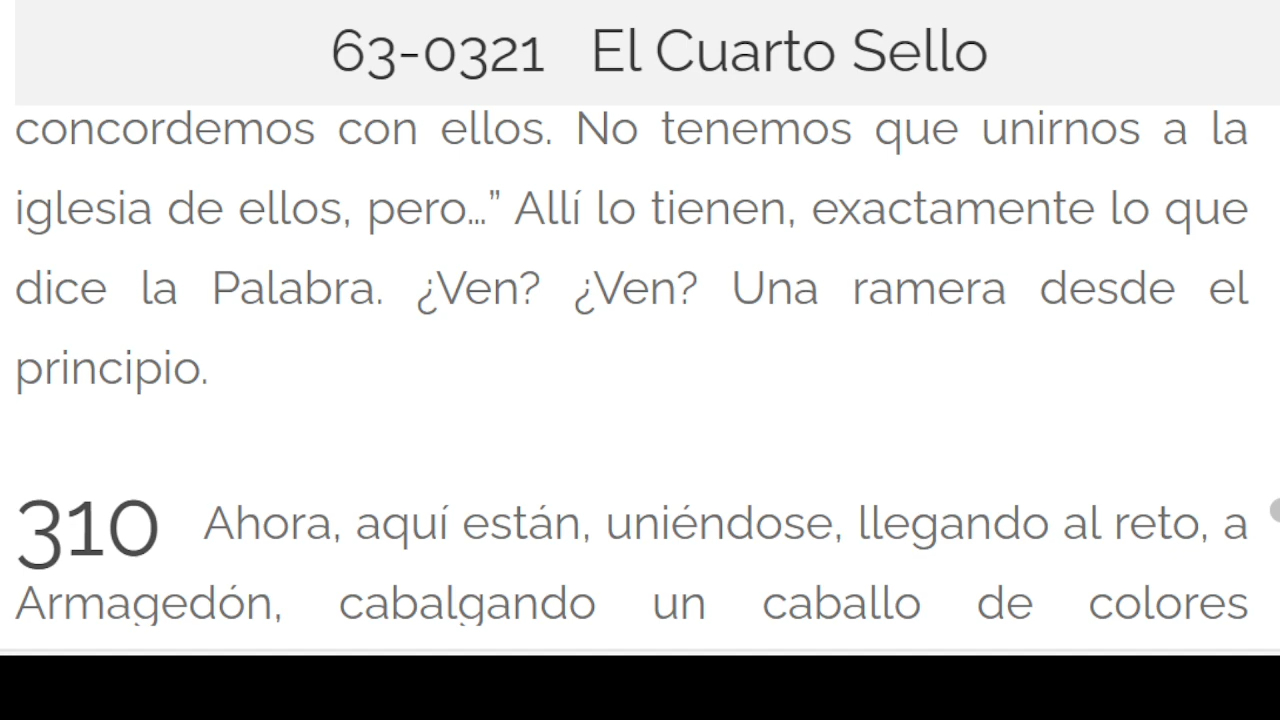 63-0321 El Cuarto Sello
concordemos con ellos. No tenemos que unirnos a la
iglesia de ellos, pero…” Allí lo tienen, exactamente lo que
dice la Palabra. ¿Ven? ¿Ven? Una ramera desde el
principio.
310 Ahora, aquí están, uniéndose, llegando al reto, a
Armagedón, cabalgando un caballo de colores